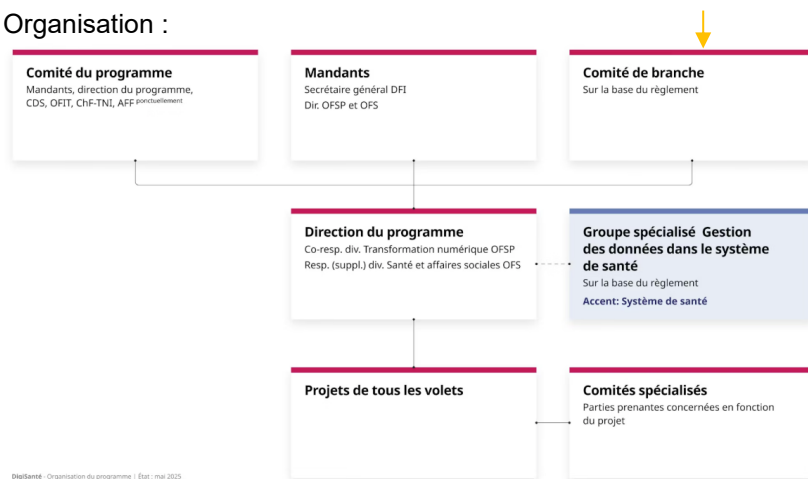 Organisation :
Comité du programme
Mandants, direction du programme,
CDS, OFIT, ChF-TNI, AFF ponctuellement
Mandants
Secrétaire général DFI
Dir. OFSP et OFS
Comité de branche
Sur la base du règlement
Direction du programme
Co-resp. div. Transformation numérique OFSP
Resp. (suppl.) div. Santé et affaires sociales OFS
Groupe spécialisé Gestion
des données dans le système
de santé
Sur la base du règlement
Accent: Système de santé
Projets de tous les volets
Comités spécialisés
Parties prenantes concernées en fonction
du projet
DigiSanté - Organisation du programme | État : mai 2025